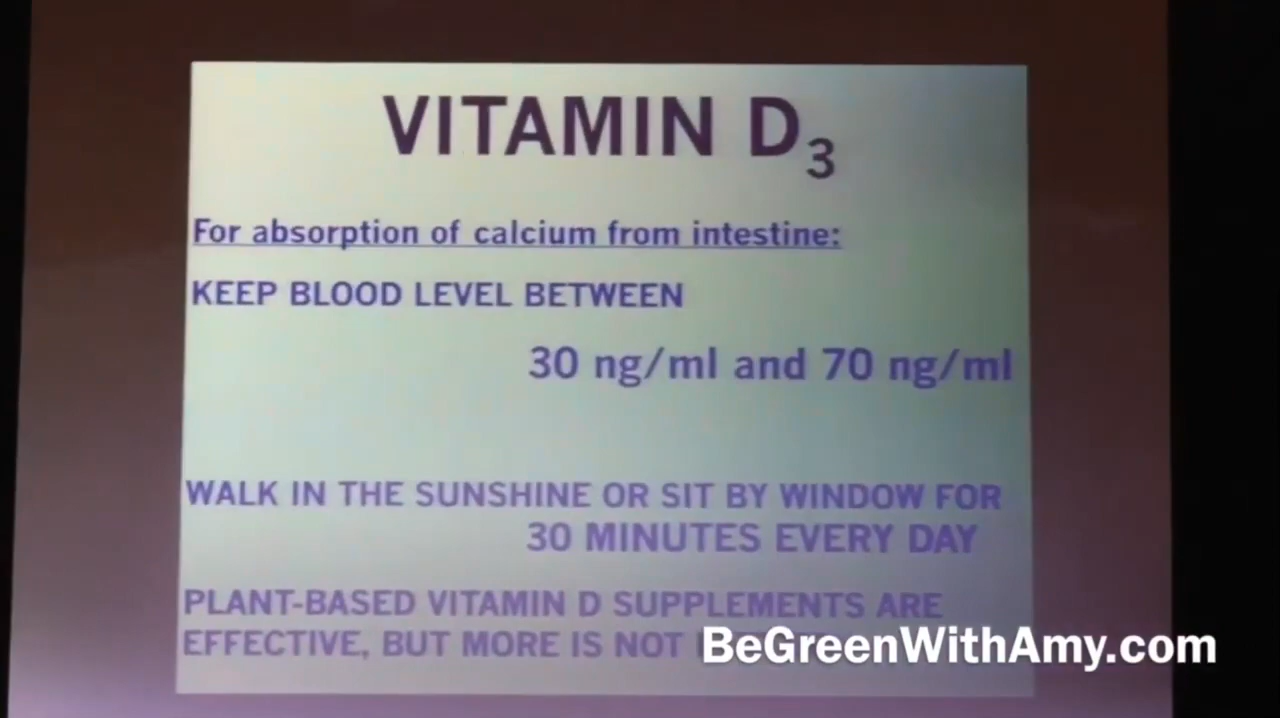 VITAMIN D3
For absorption of calcium from intestine:
KEEP BLOOD LEVEL BETWEEN
30 ng/ml and 70 ng/ml
WALK IN THE SUNSHINE OR SIT BY WINDOW FOR
30 MINUTES EVERY DAY
PLANT-BASED VITAMIN D SUPPLEMENTS ARE
EFFECTIVE, BUT MORE IS NOT
BeGreenWithAmy.com